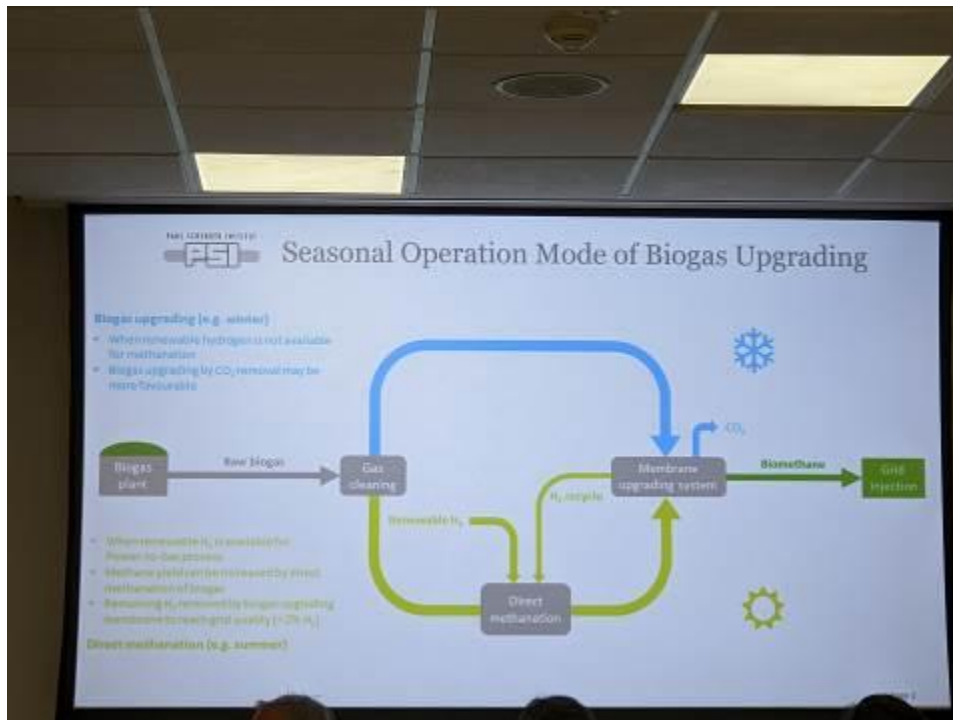 PAUL SCHERRER INSTITUT
PSI
Seasonal Operation Mode of Biogas Upgrading
Biogas upgrading (e.g. winter)
• When renewable hydrogen is not available
for methanation
• Biogas upgrading by CO₂ removal may be
more favourable
CO₂
Biogas
plant
Raw biogas
Gas
cleaning
Membrane
upgrading system
Biomethane
Grid
injection
H₂ recycle
Renewable H₂
• When renewable H₂ is available for
Power-to-Gas process
• Methane yield can be increased by direct
methanation of biogas
• Remaining H₂ removed by biogas upgrading
membrane to reach grid quality (<2% H₂)
Direct
methanation
Direct methanation (e.g. summer)